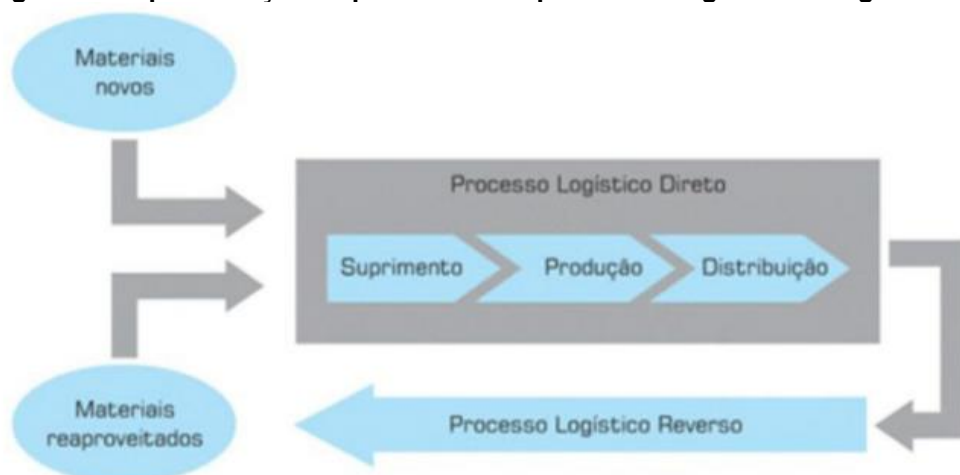 Materiais
novos
Processo Logístico Direto
Suprimento
Produção
Distribuição
Materiais
reaproveitados
Processo Logístico Reverso